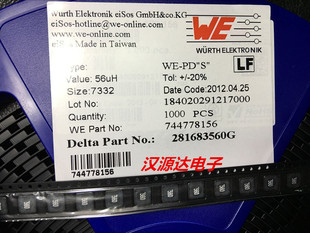 Würth Elektronik eiSos GmbH&co.KG
eiSos-hotline@we-online.com
http://www.we-online.com
Made in Taiwan
WE
WÜRTH ELEKTRONIK
Type: WE-PD"S"
LF
Value: 56uH
Tol: +/-20%
Size: 7332
Date Code: 2012.04.25
Lot No: 184020291217000
Quantity: 1000 PCS
WE Part No: 744778156
Delta Part No.: 281683560G
744778156
汉源达电子